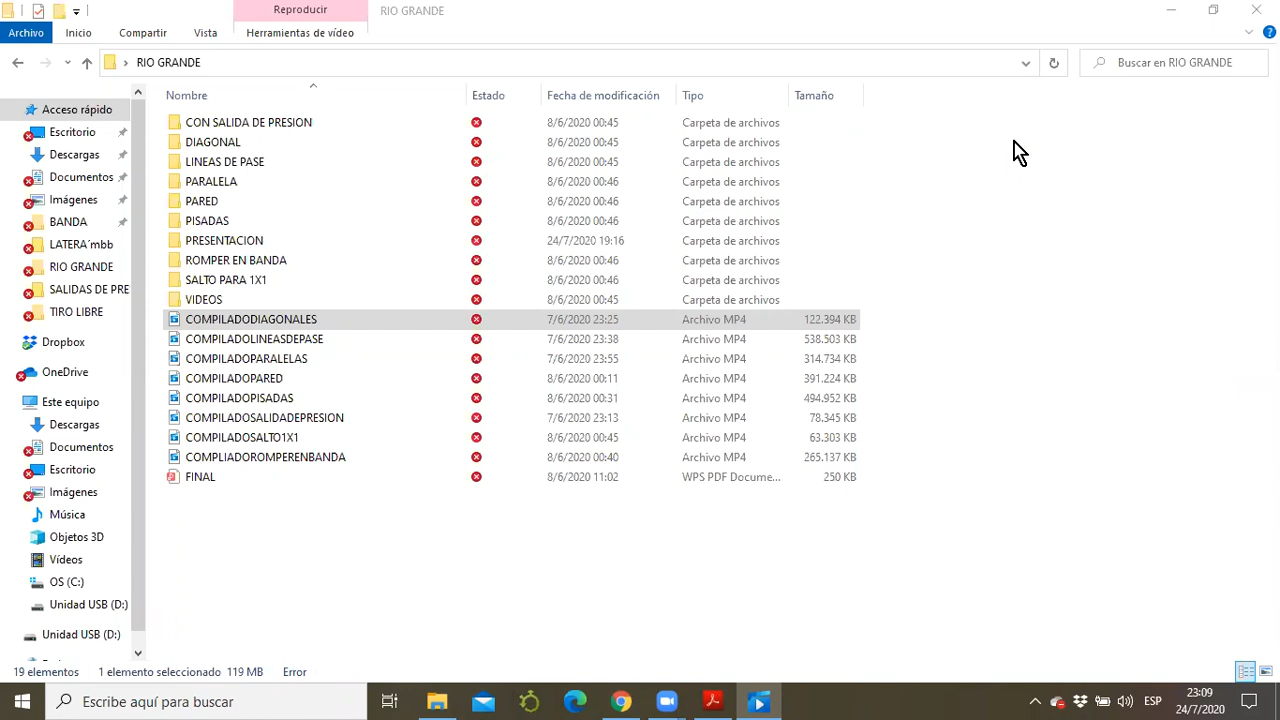 Reproducir
RIO GRANDE
Archivo
Inicio
Compartir
Vista
Herramientas de vídeo
RIO GRANDE
Buscar en RIO GRANDE
Nombre
Estado
Fecha de modificación
Tipo
Tamaño
Acceso rápido
Escritorio
Descargas
Documentos
Imágenes
BANDA
LATERA´mbb
RIO GRANDE
SALIDAS DE PRE
TIRO LIBRE
Dropbox
OneDrive
Este equipo
Descargas
Documentos
Escritorio
Imágenes
Música
Objetos 3D
Vídeos
OS (C:)
Unidad USB (D:)
Unidad USB (D:)
CON SALIDA DE PRESION 8/6/2020 00:45 Carpeta de archivos
DIAGONAL 8/6/2020 00:45 Carpeta de archivos
LINEAS DE PASE 8/6/2020 00:45 Carpeta de archivos
PARALELA 8/6/2020 00:46 Carpeta de archivos
PARED 8/6/2020 00:46 Carpeta de archivos
PISADAS 8/6/2020 00:46 Carpeta de archivos
PRESENTACION 24/7/2020 19:16 Carpeta de archivos
ROMPER EN BANDA 8/6/2020 00:46 Carpeta de archivos
SALTO PARA 1X1 8/6/2020 00:46 Carpeta de archivos
VIDEOS 8/6/2020 00:45 Carpeta de archivos
COMPILADODIAGONALES 7/6/2020 23:25 Archivo MP4 122.394 KB
COMPILADOLINEASDEPASE 7/6/2020 23:38 Archivo MP4 538.503 KB
COMPILADOPARALELAS 7/6/2020 23:55 Archivo MP4 314.734 KB
COMPILADOPARED 8/6/2020 00:11 Archivo MP4 391.224 KB
COMPILADOPISADAS 8/6/2020 00:31 Archivo MP4 494.952 KB
COMPILADOSALIDADEPRESION 7/6/2020 23:13 Archivo MP4 78.345 KB
COMPILADOSALTO1X1 8/6/2020 00:45 Archivo MP4 63.303 KB
COMPLIADOROMPERENBANDA 8/6/2020 00:40 Archivo MP4 265.137 KB
FINAL 8/6/2020 11:02 WPS PDF Docume... 250 KB
19 elementos
1 elemento seleccionado 119 MB
Error
Escribe aquí para buscar
ESP
23:09
24/7/2020